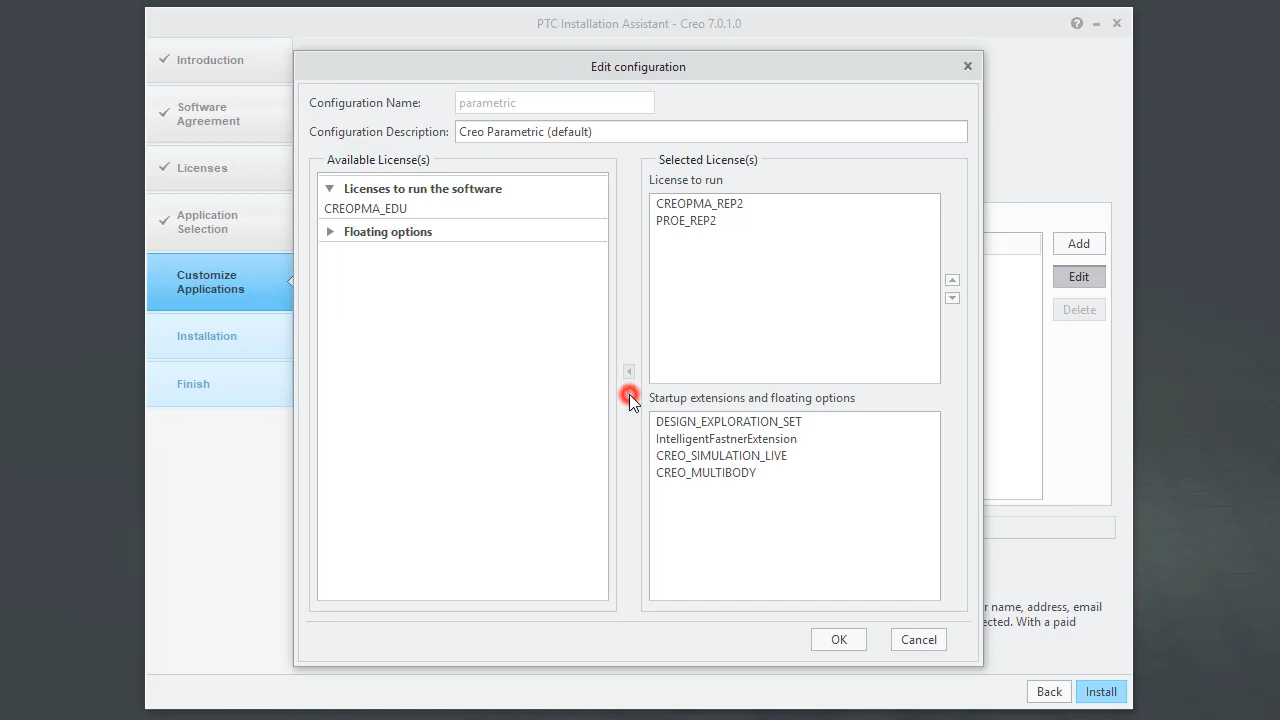 PTC Installation Assistant - Creo 7.0.1.0
Introduction
Software
Agreement
Licenses
Application
Selection
Customize
Applications
Installation
Finish
Edit configuration
Configuration Name: parametric
Configuration Description: Creo Parametric (default)
Available License(s)
Licenses to run the software
CREOPMA_EDU
Floating options
Selected License(s)
License to run
CREOPMA_REP2
PROE_REP2
Startup extensions and floating options
DESIGN_EXPLORATION_SET
IntelligentFastnerExtension
CREO_SIMULATION_LIVE
CREO_MULTIBODY
OK
Cancel
Add
Edit
Delete
r name, address, email
cted. With a paid
Back
Install